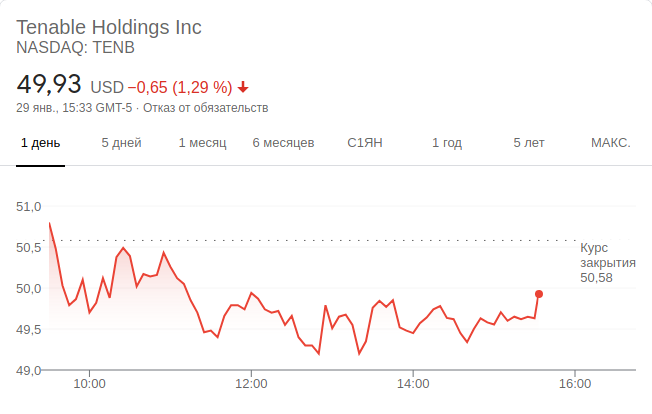 Tenable Holdings Inc
NASDAQ: TENB
49,93 USD −0,65 (1,29 %)
29 янв., 15:33 GMT-5 · Отказ от обязательств
1 день 5 дней 1 месяц 6 месяцев С1ЯН 1 год 5 лет МАКС.
51,0
50,5
Курс
закрытия
50,58
50,0
49,5
49,0
10:00 12:00 14:00 16:00